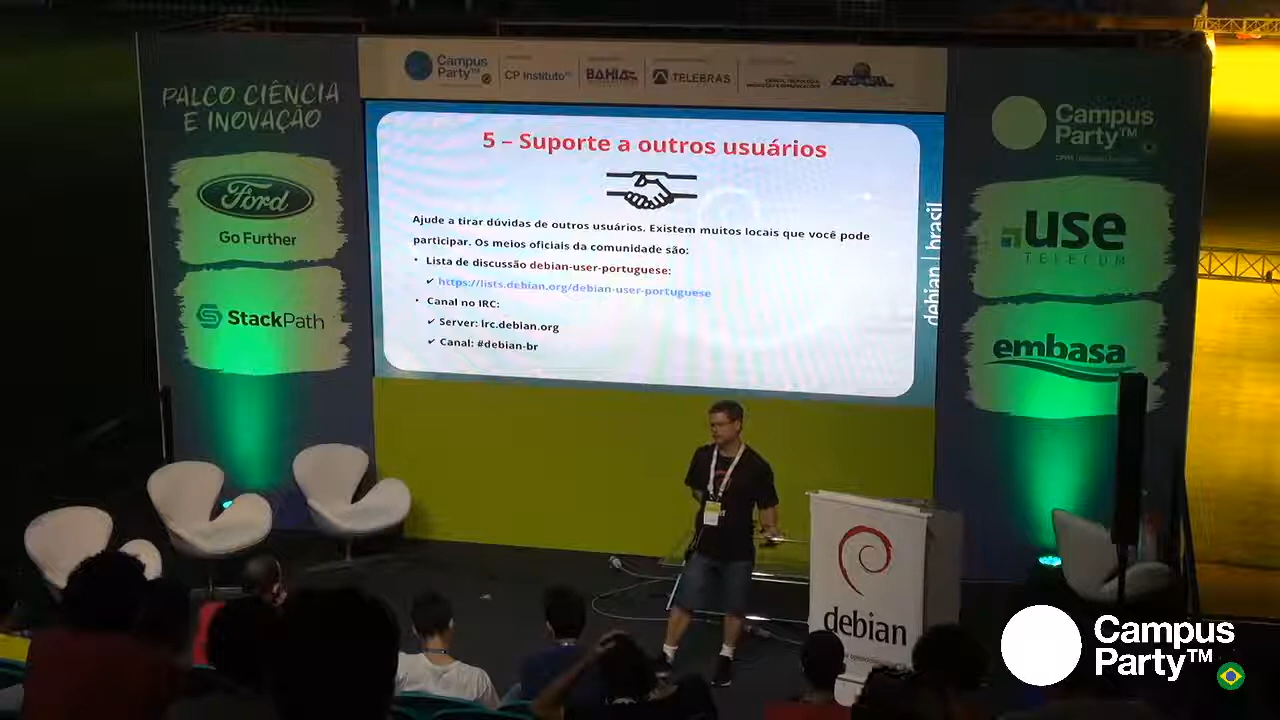 PALCO CIÊNCIA
E INOVAÇÃO
Ford
Go Further
StackPath
Campus
Party™
CP Instituto
BAHIA
TELEBRAS
BRASIL
5 – Suporte a outros usuários
Ajude a tirar dúvidas de outros usuários. Existem muitos locais que você pode
participar. Os meios oficiais da comunidade são:
• Lista de discussão debian-user-portuguese:
✔ https://lists.debian.org/debian-user-portuguese
• Canal no IRC:
✔ Server: irc.debian.org
✔ Canal: #debian-br
debian | brasil
Campus
Party™
USE
TELECOM
embasa
debian
Campus
Party™